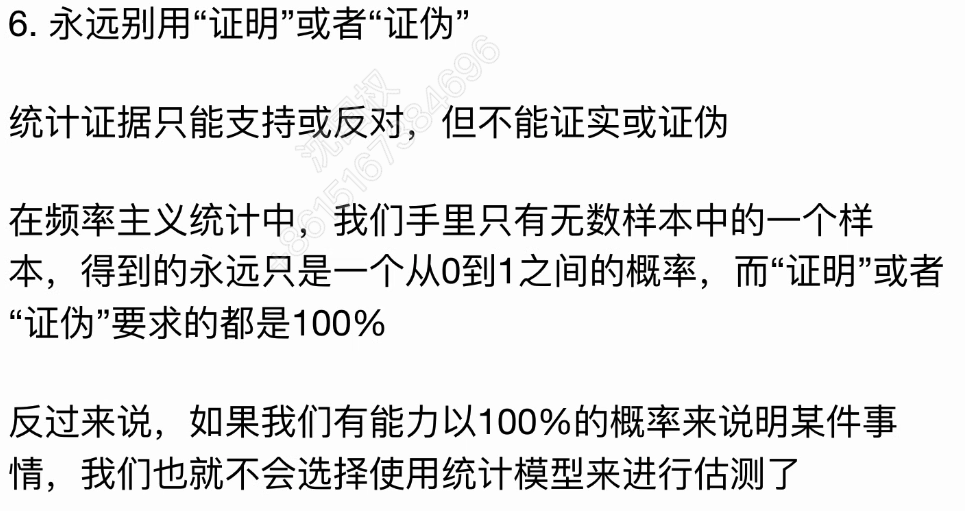 6. 永远别用“证明”或者“证伪”
统计证据只能支持或反对，但不能证实或证伪
在频率主义统计中，我们手里只有无数样本中的一个样
本，得到的永远只是一个从0到1之间的概率，而“证明”或者
“证伪”要求的都是100%
反过来说，如果我们有能力以100%的概率来说明某件事
情，我们也就不会选择使用统计模型来进行估测了